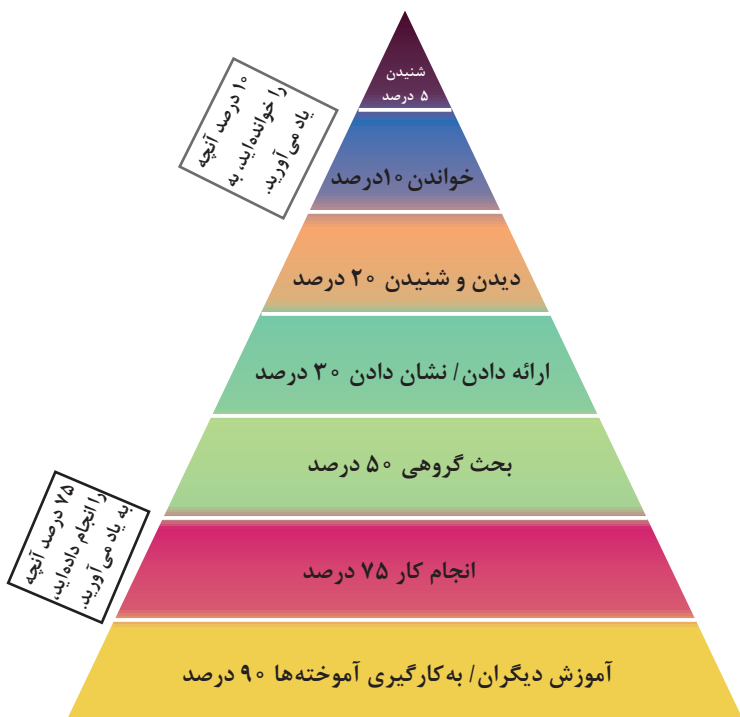 شنیدن
۵ درصد
۱۰ درصد آنچه
را خوانده‌اید، به
یاد می‌آورید.
خواندن ۱۰درصد
دیدن و شنیدن ۲۰ درصد
ارائه دادن/ نشان دادن ۳۰ درصد
بحث گروهی ۵۰ درصد
۷۵ درصد آنچه
را انجام داده‌اید،
به یاد می‌آورید.
انجام کار ۷۵ درصد
آموزش دیگران/ به‌کارگیری آموخته‌ها ۹۰ درصد